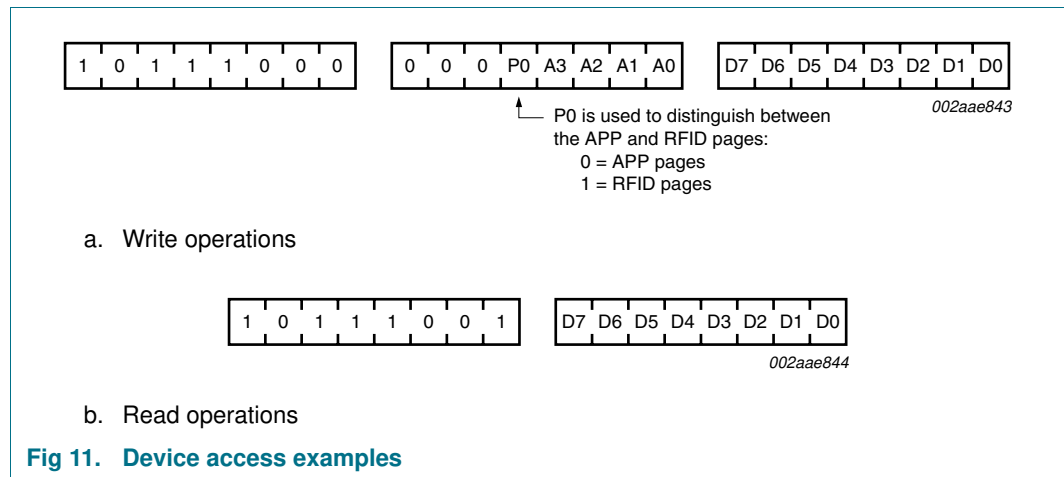 1 0 1 1 1 0 0 0 0 0 0 P0 A3 A2 A1 A0 D7 D6 D5 D4 D3 D2 D1 D0
002aae843
P0 is used to distinguish between
the APP and RFID pages:
0 = APP pages
1 = RFID pages
a. Write operations
1 0 1 1 1 0 0 1 D7 D6 D5 D4 D3 D2 D1 D0
002aae844
b. Read operations
Fig 11. Device access examples